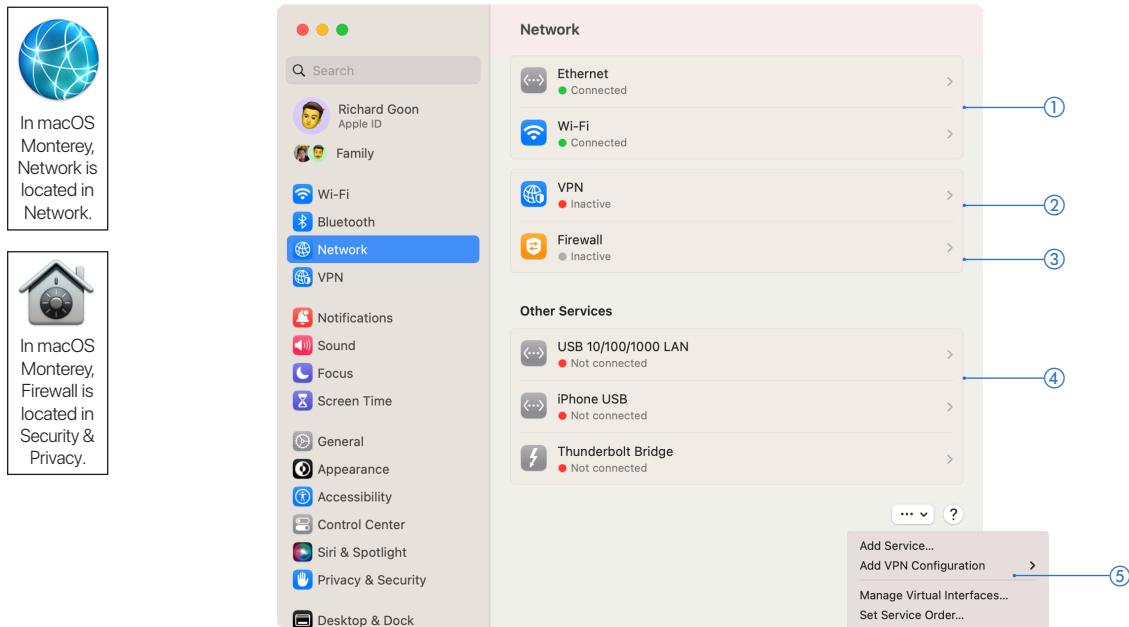 In macOS
Monterey,
Network is
located in
Network.
In macOS
Monterey,
Firewall is
located in
Security &
Privacy.
Search
Richard Goon
Apple ID
Family
Wi-Fi
Bluetooth
Network
VPN
Notifications
Sound
Focus
Screen Time
General
Appearance
Accessibility
Control Center
Siri & Spotlight
Privacy & Security
Desktop & Dock
Network
Ethernet
Connected
Wi-Fi
Connected
①
VPN
Inactive
②
Firewall
Inactive
③
Other Services
USB 10/100/1000 LAN
Not connected
④
iPhone USB
Not connected
Thunderbolt Bridge
Not connected
... ?
Add Service...
Add VPN Configuration
⑤
Manage Virtual Interfaces...
Set Service Order...